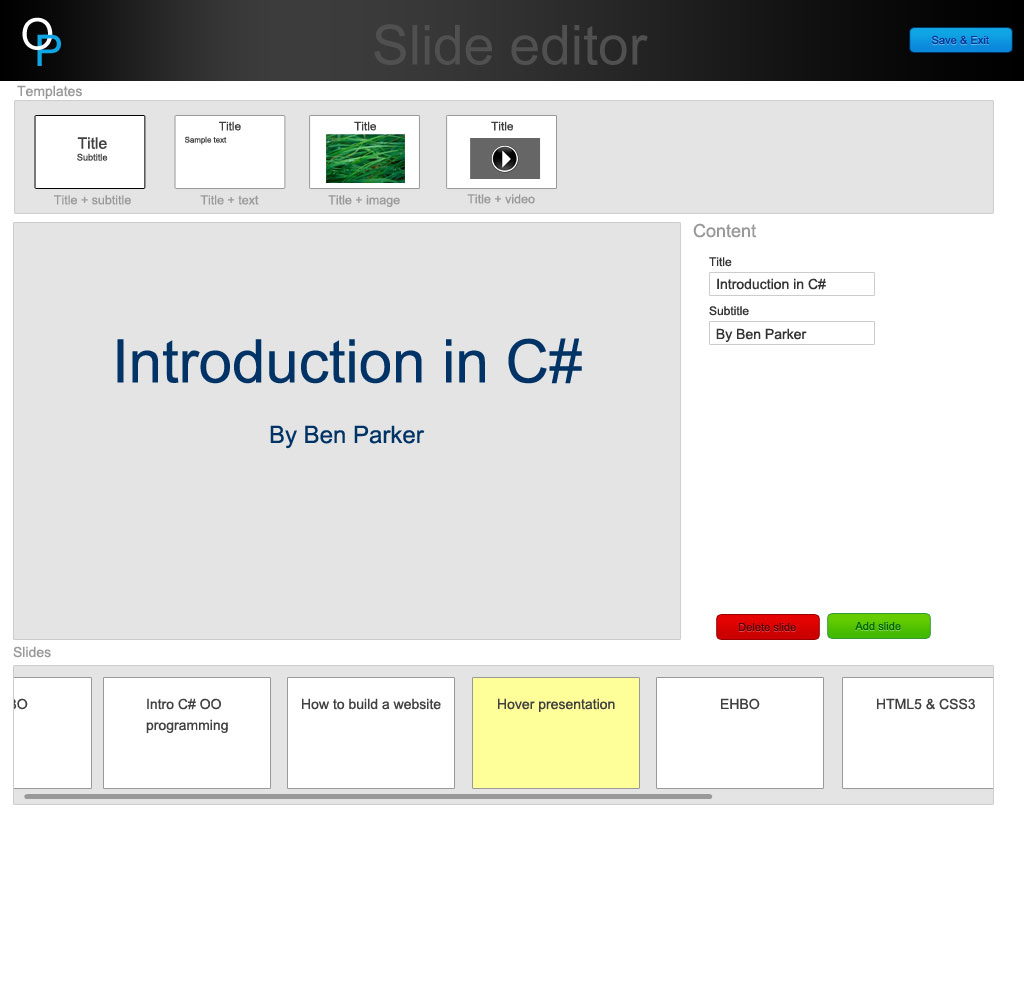 OP
Slide editor
Save & Exit
Templates
Title
Subtitle
Title + subtitle
Title
Sample text
Title + text
Title
Title + image
Title
Title + video
Introduction in C#
By Ben Parker
Content
Title
Introduction in C#
Subtitle
By Ben Parker
Delete slide
Add slide
Slides
Intro C# OO
programming
How to build a website
Hover presentation
EHBO
HTML5 & CSS3